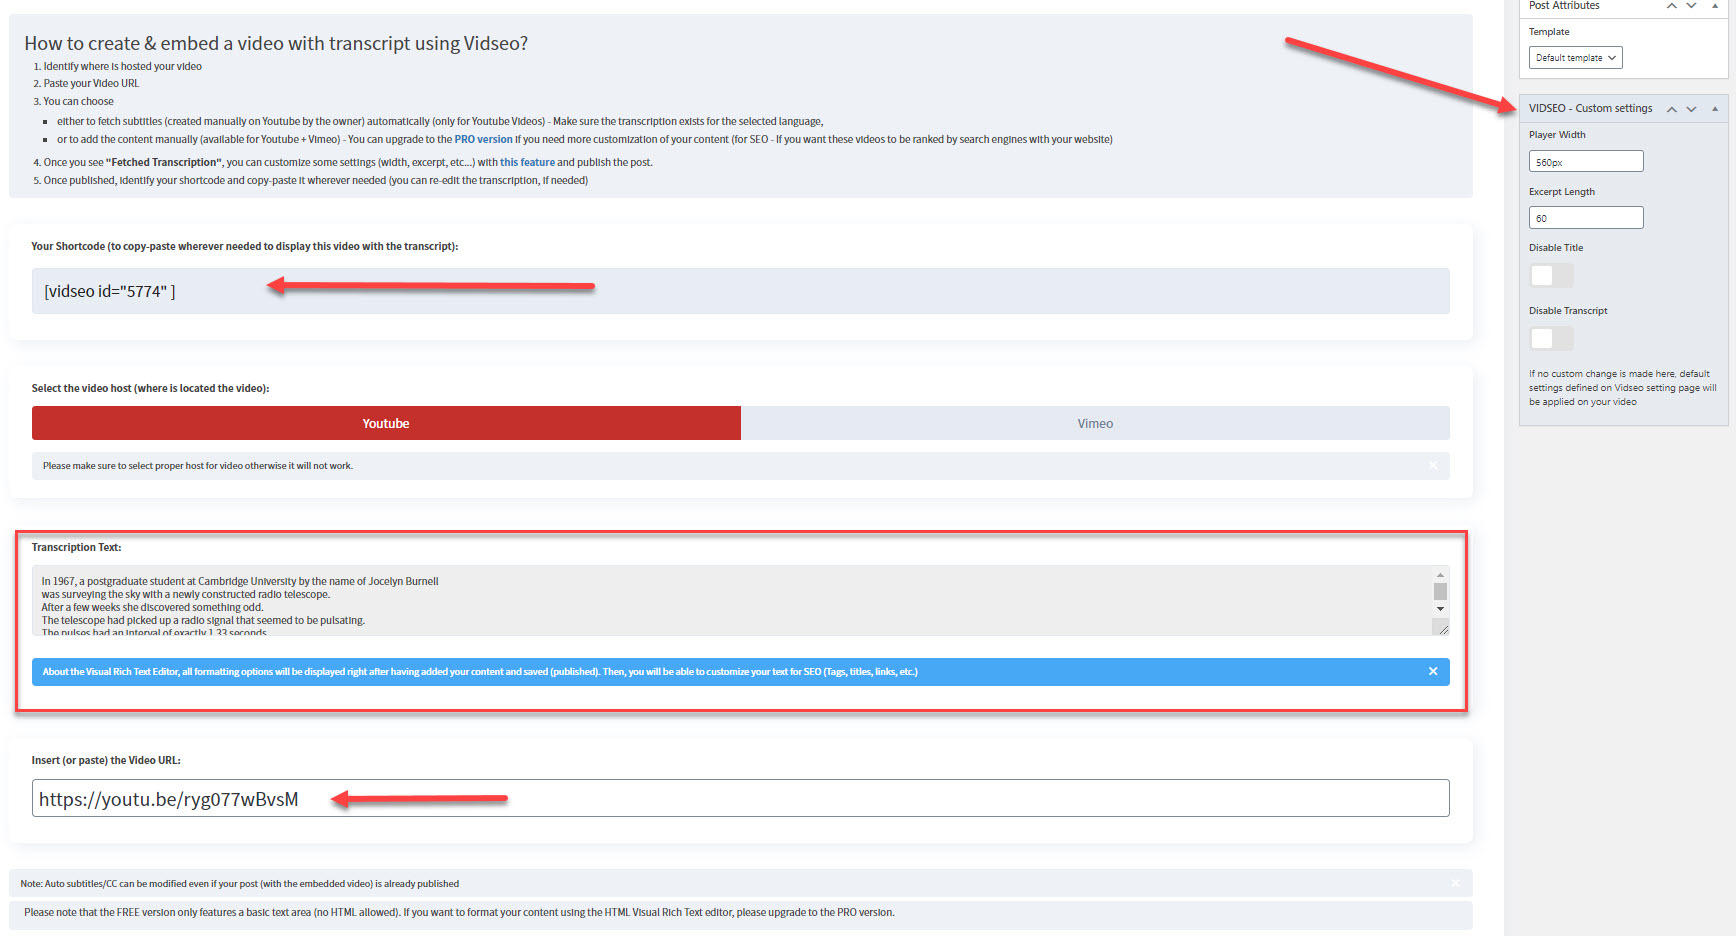 How to create & embed a video with transcript using Vidseo?
1. Identify where is hosted your video
2. Paste your Video URL
3. You can choose
either to fetch subtitles (created manually on Youtube by the owner) automatically (only for Youtube Videos) - Make sure the transcription exists for the selected language,
or to add the content manually (available for Youtube + Vimeo) - You can upgrade to the PRO version if you need more customization of your content (for SEO - If you want these videos to be ranked by search engines with your website)
4. Once you see "Fetched Transcription", you can customize some settings (width, excerpt, etc...) with this feature and publish the post.
5. Once published, identify your shortcode and copy-paste it wherever needed (you can re-edit the transcription, if needed)
Your Shortcode (to copy-paste wherever needed to display this video with the transcript):
[vidseo id="5774" ]
Select the video host (where is located the video):
Youtube
Vimeo
Please make sure to select proper host for video otherwise it will not work.
Transcription Text:
In 1967, a postgraduate student at Cambridge University by the name of Jocelyn Burnell
was surveying the sky with a newly constructed radio telescope.
After a few weeks she discovered something odd.
The telescope had picked up a radio signal that seemed to be pulsating.
The pulses had an interval of exactly 1.33 seconds
About the Visual Rich Text Editor, all formatting options will be displayed right after having added your content and saved (published). Then, you will be able to customize your text for SEO (Tags, titles, links, etc.)
Insert (or paste) the Video URL:
https://youtu.be/ryg077wBvsM
Note: Auto subtitles/CC can be modified even if your post (with the embedded video) is already published
Please note that the FREE version only features a basic text area (no HTML allowed). If you want to format your content using the HTML Visual Rich Text editor, please upgrade to the PRO version.
Post Attributes
Template
Default template
VIDSEO - Custom settings
Player Width
560px
Excerpt Length
60
Disable Title
Disable Transcript
If no custom change is made here, default
settings defined on Vidseo setting page will
be applied on your video